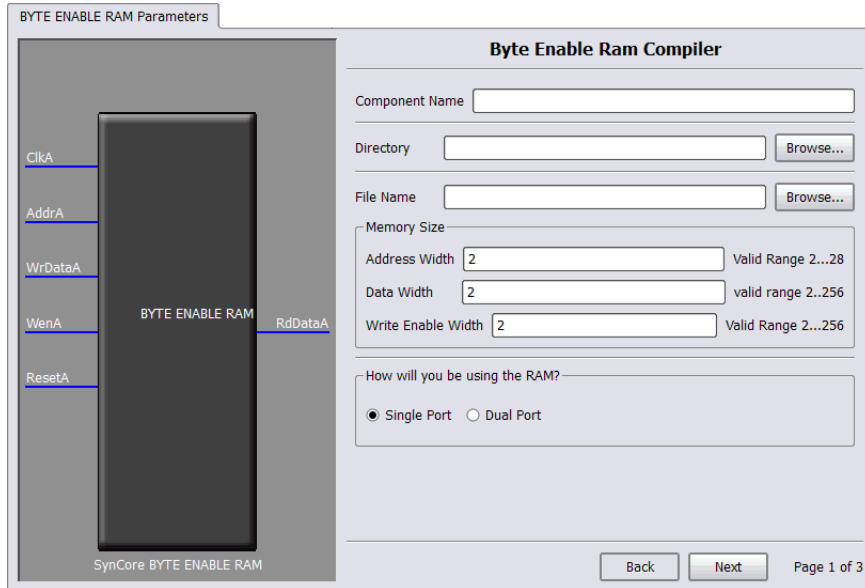 BYTE ENABLE RAM Parameters
Byte Enable Ram Compiler
Component Name
Directory Browse...
File Name Browse...
Memory Size
Address Width 2 Valid Range 2...28
Data Width 2 valid range 2..256
Write Enable Width 2 Valid Range 2...256
How will you be using the RAM?
Single Port Dual Port
ClkA
AddrA
WrDataA
WenA
ResetA
BYTE ENABLE RAM
RdDataA
SynCore BYTE ENABLE RAM
Back Next Page 1 of 3